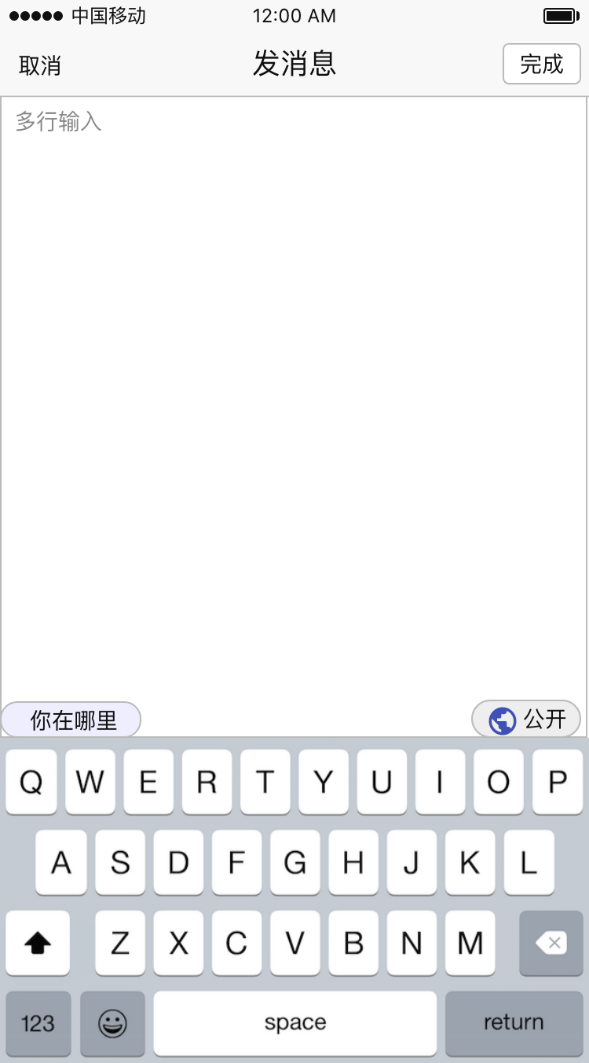 中国移动 12:00 AM
取消 发消息 完成
多行输入
你在哪里 公开
Q W E R T Y U I O P
A S D F G H J K L
Z X C V B N M
123 space return